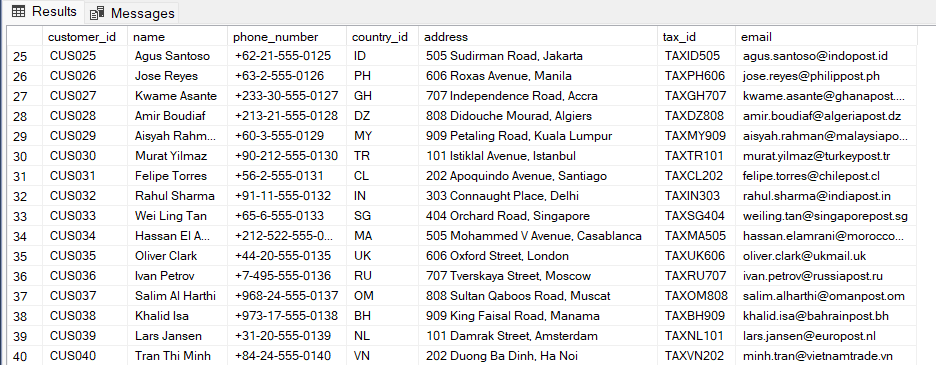 Results Messages
customer_id name phone_number country_id address tax_id email
25 CUS025 Agus Santoso +62-21-555-0125 ID 505 Sudirman Road, Jakarta TAXID505 agus.santoso@indopost.id
26 CUS026 Jose Reyes +63-2-555-0126 PH 606 Roxas Avenue, Manila TAXPH606 jose.reyes@philippost.ph
27 CUS027 Kwame Asante +233-30-555-0127 GH 707 Independence Road, Accra TAXGH707 kwame.asante@ghanapost....
28 CUS028 Amir Boudiaf +213-21-555-0128 DZ 808 Didouche Mourad, Algiers TAXDZ808 amir.boudiaf@algeriapost.dz
29 CUS029 Aisyah Rahm... +60-3-555-0129 MY 909 Petaling Road, Kuala Lumpur TAXMY909 aisyah.rahman@malaysiapo...
30 CUS030 Murat Yilmaz +90-212-555-0130 TR 101 Istiklal Avenue, Istanbul TAXTR101 murat.yilmaz@turkeypost.tr
31 CUS031 Felipe Torres +56-2-555-0131 CL 202 Apoquindo Avenue, Santiago TAXCL202 felipe.torres@chilepost.cl
32 CUS032 Rahul Sharma +91-11-555-0132 IN 303 Connaught Place, Delhi TAXIN303 rahul.sharma@indiapost.in
33 CUS033 Wei Ling Tan +65-6-555-0133 SG 404 Orchard Road, Singapore TAXSG404 weiling.tan@singaporepost.sg
34 CUS034 Hassan El A... +212-522-555-0... MA 505 Mohammed V Avenue, Casablanca TAXMA505 hassan.elamrani@morocco...
35 CUS035 Oliver Clark +44-20-555-0135 UK 606 Oxford Street, London TAXUK606 oliver.clark@ukmail.uk
36 CUS036 Ivan Petrov +7-495-555-0136 RU 707 Tverskaya Street, Moscow TAXRU707 ivan.petrov@russiapost.ru
37 CUS037 Salim Al Harthi +968-24-555-0137 OM 808 Sultan Qaboos Road, Muscat TAXOM808 salim.alharthi@omanpost.om
38 CUS038 Khalid Isa +973-17-555-0138 BH 909 King Faisal Road, Manama TAXBH909 khalid.isa@bahrainpost.bh
39 CUS039 Lars Jansen +31-20-555-0139 NL 101 Damrak Street, Amsterdam TAXNL101 lars.jansen@europost.nl
40 CUS040 Tran Thi Minh +84-24-555-0140 VN 202 Duong Ba Dinh, Ha Noi TAXVN202 minh.tran@vietnamtrade.vn